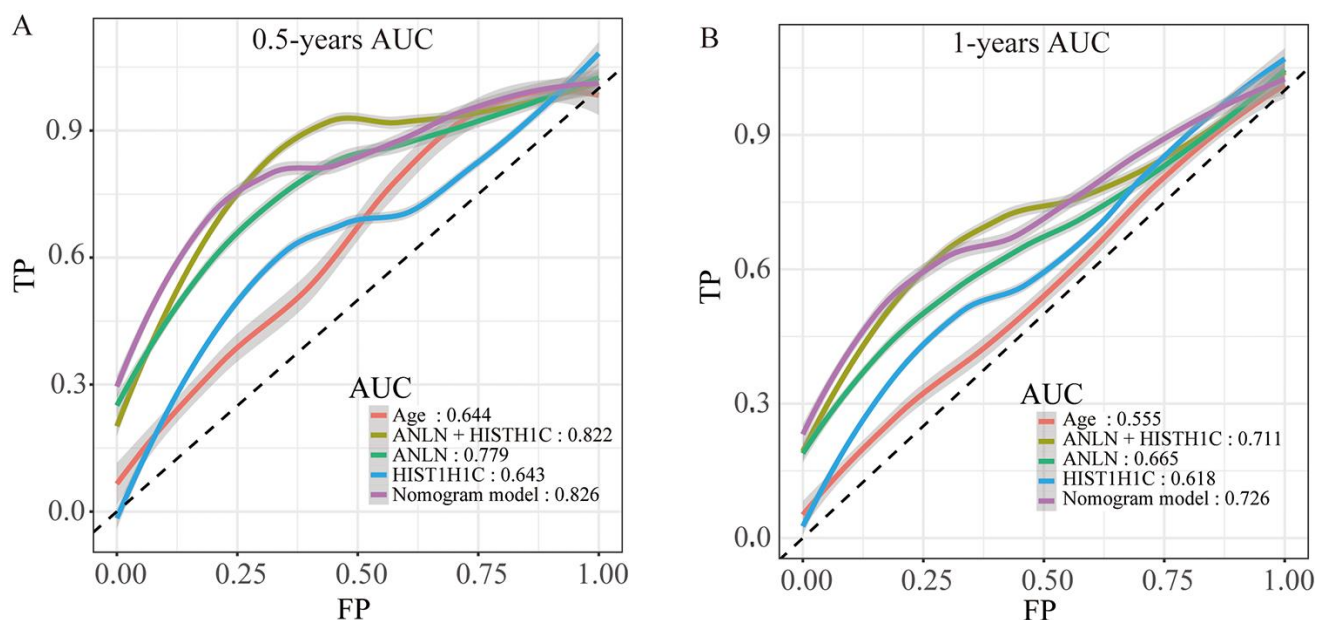 A
0.5-years AUC
TP
0.9
0.6
0.3
0.0
AUC
Age : 0.644
ANLN + HISTH1C : 0.822
ANLN : 0.779
HIST1H1C : 0.643
Nomogram model : 0.826
0.00 0.25 0.50 0.75 1.00
FP
B
1-years AUC
TP
0.9
0.6
0.3
0.0
AUC
Age : 0.555
ANLN + HISTH1C : 0.711
ANLN : 0.665
HIST1H1C : 0.618
Nomogram model : 0.726
0.00 0.25 0.50 0.75 1.00
FP